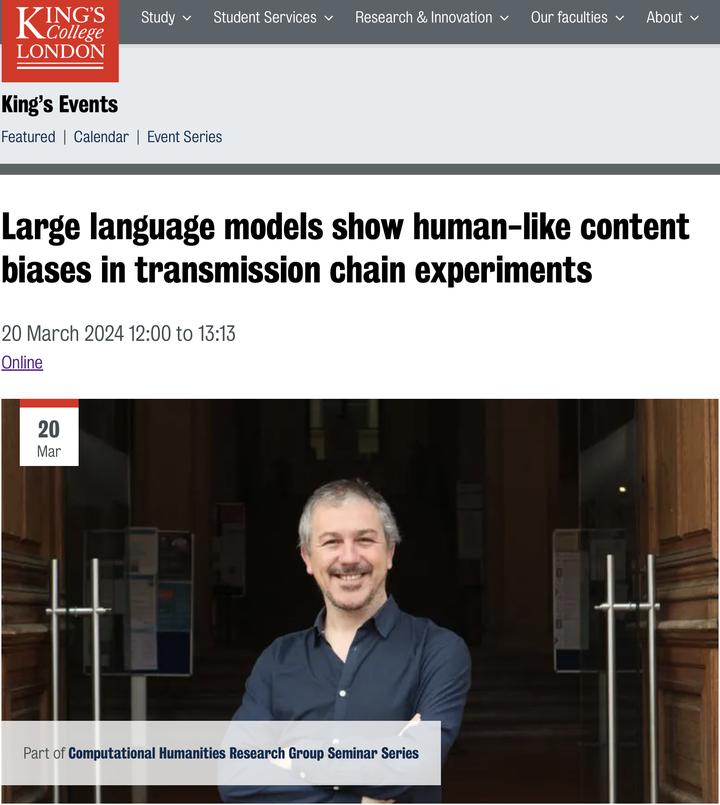 KING'S
College
LONDON
Study Student Services Research & Innovation Our faculties About
King's Events
Featured | Calendar | Event Series
Large language models show human-like content
biases in transmission chain experiments
20 March 2024 12:00 to 13:13
Online
20
Mar
Part of Computational Humanities Research Group Seminar Series